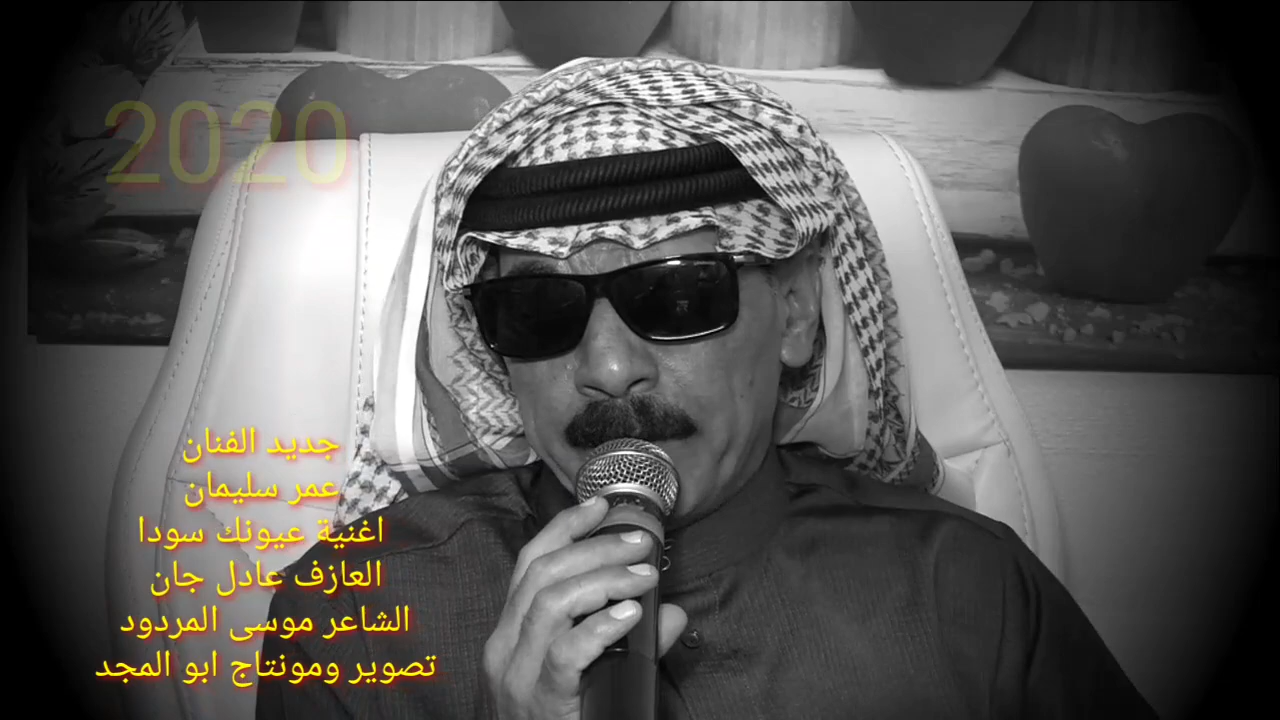 2020
جديد الفنان
عمر سليمان
اغنية عيونك سودا
العازف عادل جان
الشاعر موسى المردود
تصوير ومونتاج ابو المجد